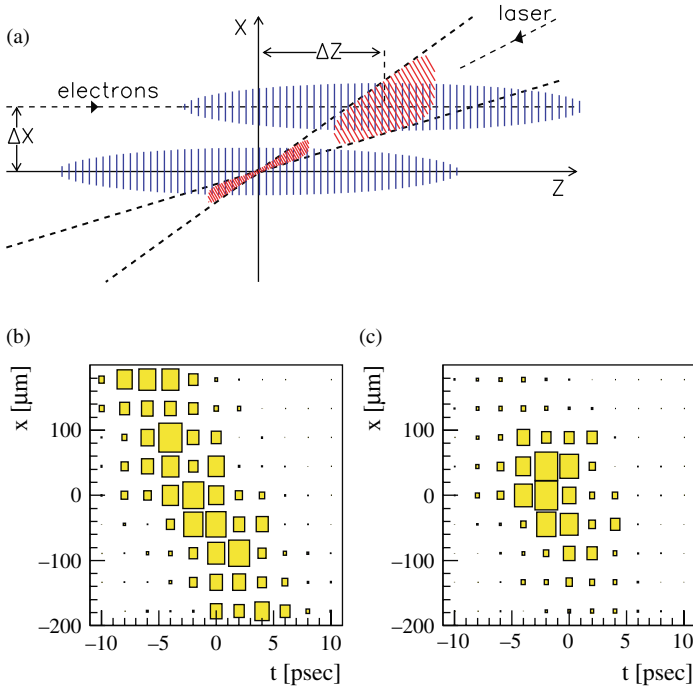 (a)
X
laser
ΔZ
electrons
ΔX
Z
(b)
(c)
x [μm]
x [μm]
100
100
0
0
−100
−100
−200
−200
−10 −5 0 5 10
−10 −5 0 5 10
t [psec]
t [psec]